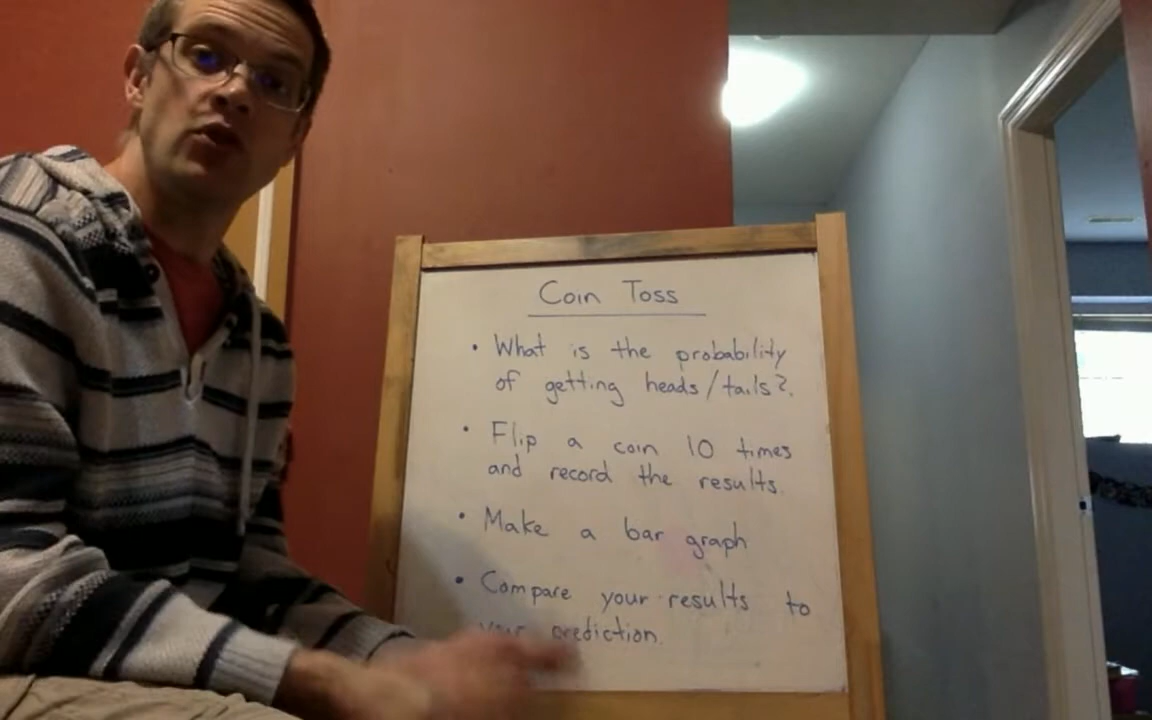 Coin Toss
• What is the probability
of getting heads/tails?
• Flip a coin 10 times
and record the results.
• Make a bar graph
• Compare your results to
your prediction.